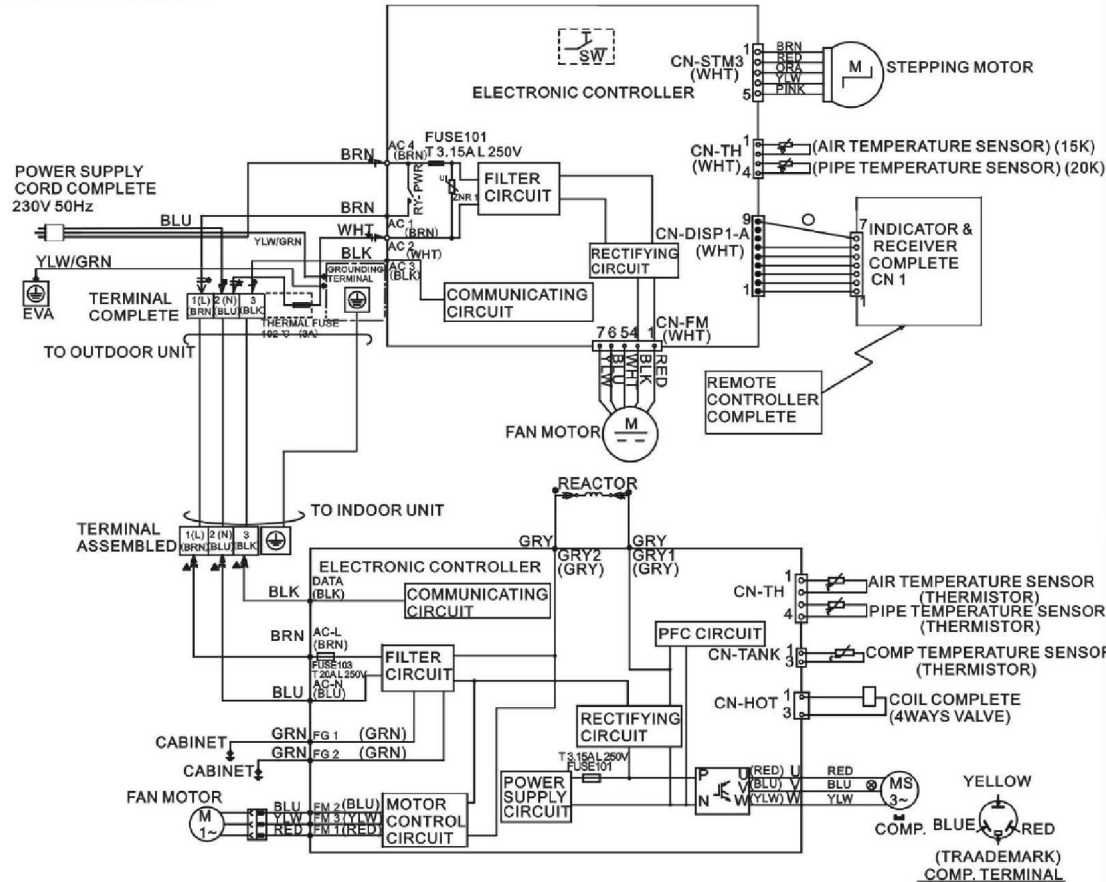 T
SW
ELECTRONIC CONTROLLER
CN-STM3
(WHT)
1
5
BRN
RED
ORA
YLW
PINK
M
STEPPING MOTOR
CN-TH
(WHT)
1
4
(AIR TEMPERATURE SENSOR) (15K)
(PIPE TEMPERATURE SENSOR) (20K)
POWER SUPPLY
CORD COMPLETE
230V 50Hz
BRN
AC 4
(BRN)
FUSE101
T 3.15A L 250V
RY-PWR
ZNR 1
FILTER
CIRCUIT
BLU
BRN
AC 1
(BRN)
WHT
AC 2
(WHT)
BLK
AC 3
(BLK)
YLW/GRN
YLW/GRN
EVA
GROUNDING
TERMINAL
TERMINAL
COMPLETE
1(L)
BRN
2 (N)
(BLU)
3
(BLK)
THERMAL FUSE
(3A)
COMMUNICATING
CIRCUIT
RECTIFYING
CIRCUIT
CN-DISP1-A
(WHT)
9
1
7
1
INDICATOR &
RECEIVER
COMPLETE
CN 1
CN-FM
(WHT)
7 6 5 4 1
YLW
BLU
WHT
BLK
RED
FAN MOTOR
M
REMOTE
CONTROLLER
COMPLETE
TO OUTDOOR UNIT
TO INDOOR UNIT
TERMINAL
ASSEMBLED
1(L)
(BRN)
2 (N)
(BLU)
3
(BLK)
REACTOR
GRY
GRY2
(GRY)
GRY
GRY1
(GRY)
ELECTRONIC CONTROLLER
BLK
DATA
(BLK)
COMMUNICATING
CIRCUIT
BRN
AC-L
(BRN)
FUSE103
T 20A L 250V
AC-N
(BLU)
BLU
FILTER
CIRCUIT
PFC CIRCUIT
CN-TH
1
4
AIR TEMPERATURE SENSOR
(THERMISTOR)
PIPE TEMPERATURE SENSOR
(THERMISTOR)
CN-TANK
1
3
COMP TEMPERATURE SENSOR
(THERMISTOR)
CN-HOT
1
3
COIL COMPLETE
(4WAYS VALVE)
CABINET
GRN FG 1 (GRN)
GRN FG 2 (GRN)
CABINET
RECTIFYING
CIRCUIT
T 3.15A L 250V
FUSE101
POWER
SUPPLY
CIRCUIT
P
N
U
V
W
(RED) U
(BLU) V
(YLW) W
RED
BLU
YLW
MS
3~
COMP.
FAN MOTOR
M
1~
BLU FM 2 (BLU)
YLW FM 3 (YLW)
RED FM 1 (RED)
MOTOR
CONTROL
CIRCUIT
YELLOW
BLUE
RED
(TRAADEMARK)
COMP. TERMINAL